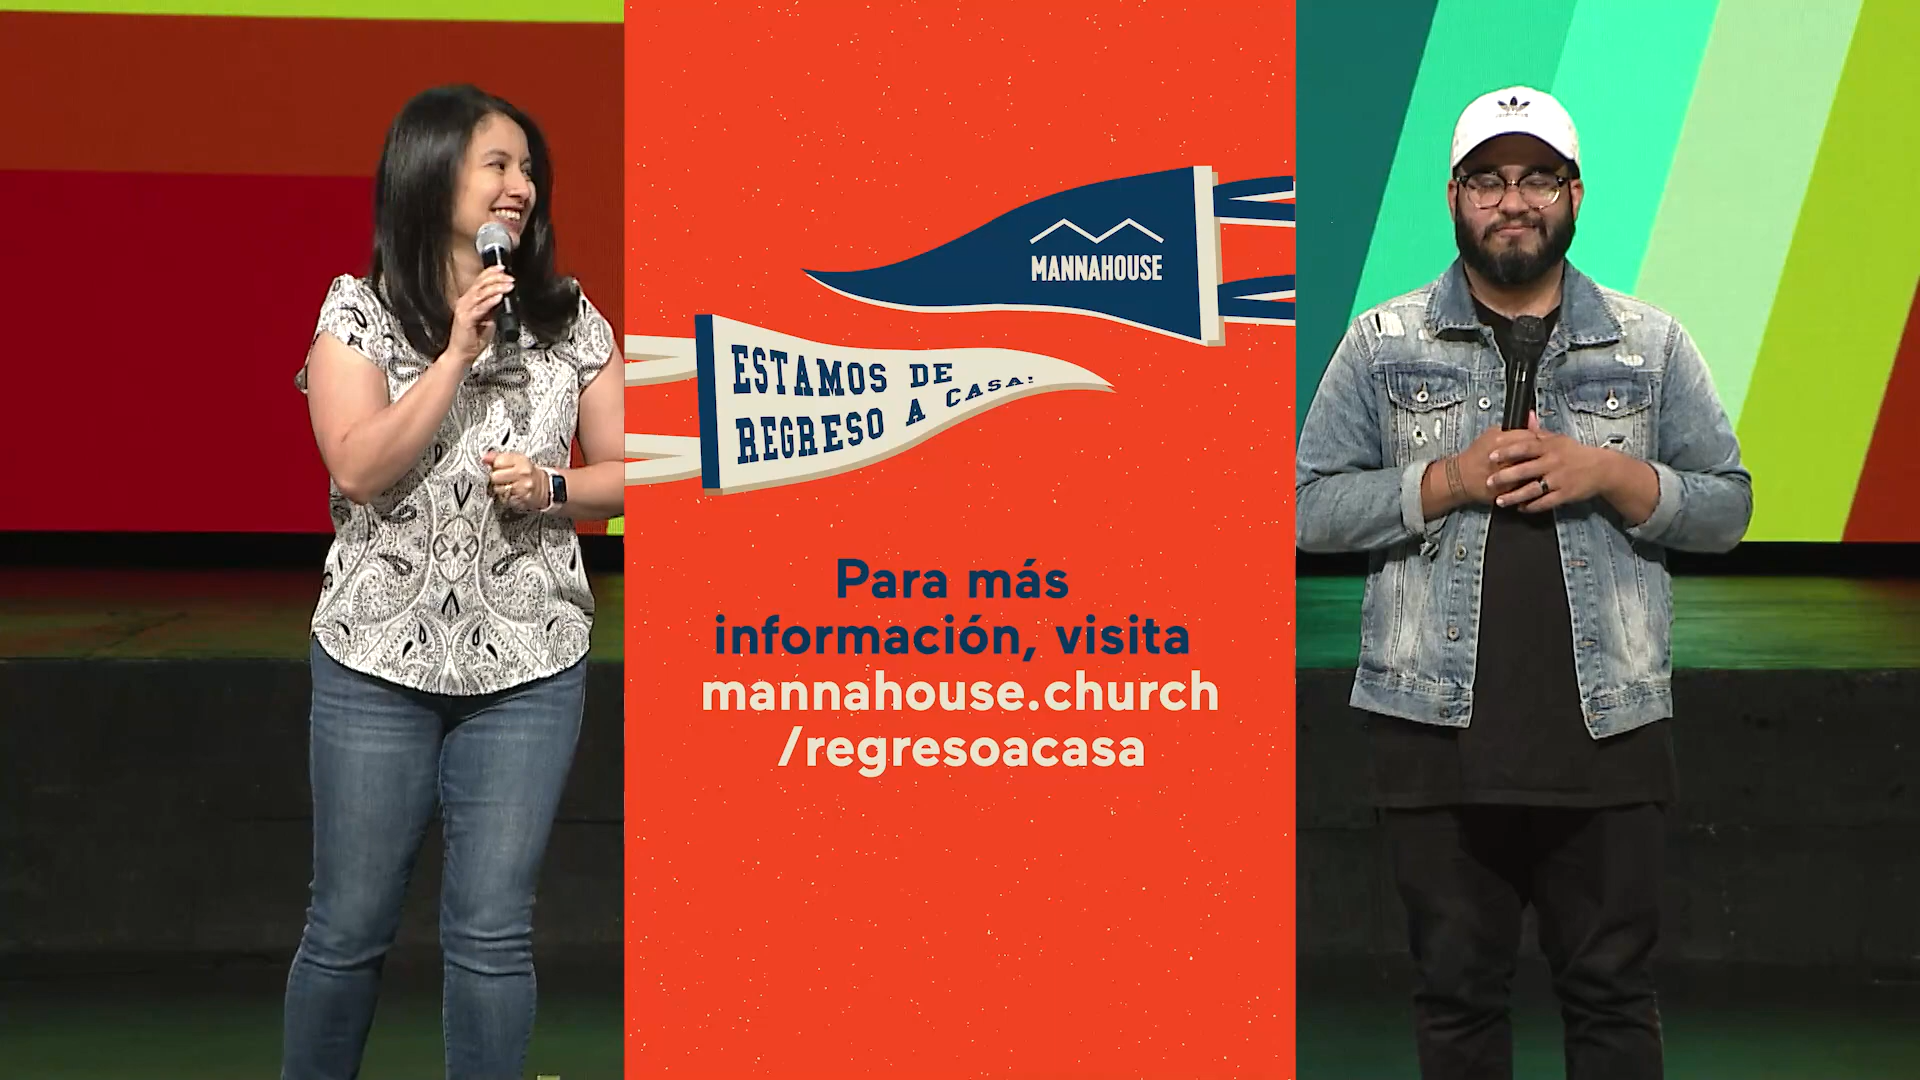 MANNAHOUSE
ESTAMOS DE
REGRESO A CASA!
Para más
información, visita
mannahouse.church
/regresoacasa